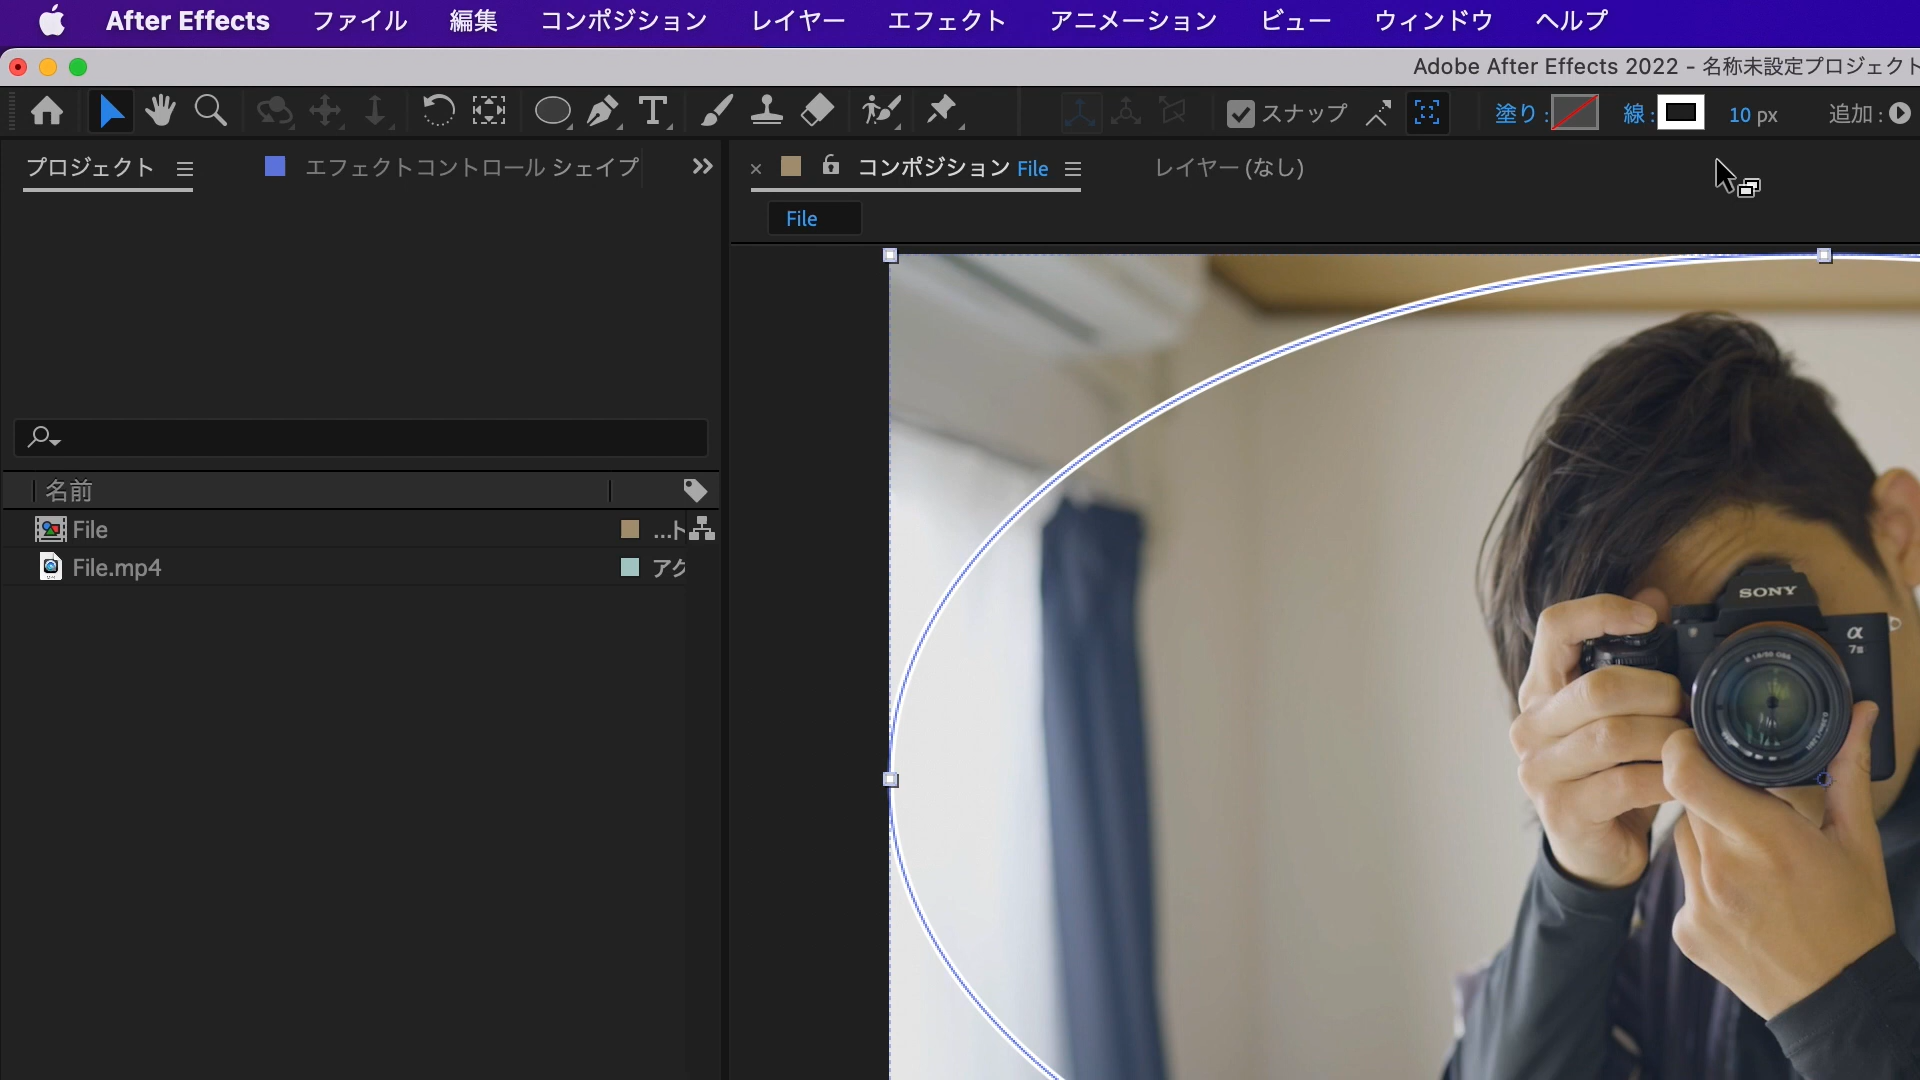 After Effects ファイル 編集 コンポジション レイヤー エフェクト アニメーション ビュー ウィンドウ ヘルプ
Adobe After Effects 2022 - 名称未設定プロジェクト
スナップ 塗り : 線 : 10 px 追加 :
プロジェクト エフェクトコントロール シェイプ
コンポジション File レイヤー (なし)
File
名前
File ...ト
File.mp4 アク
SONY
α